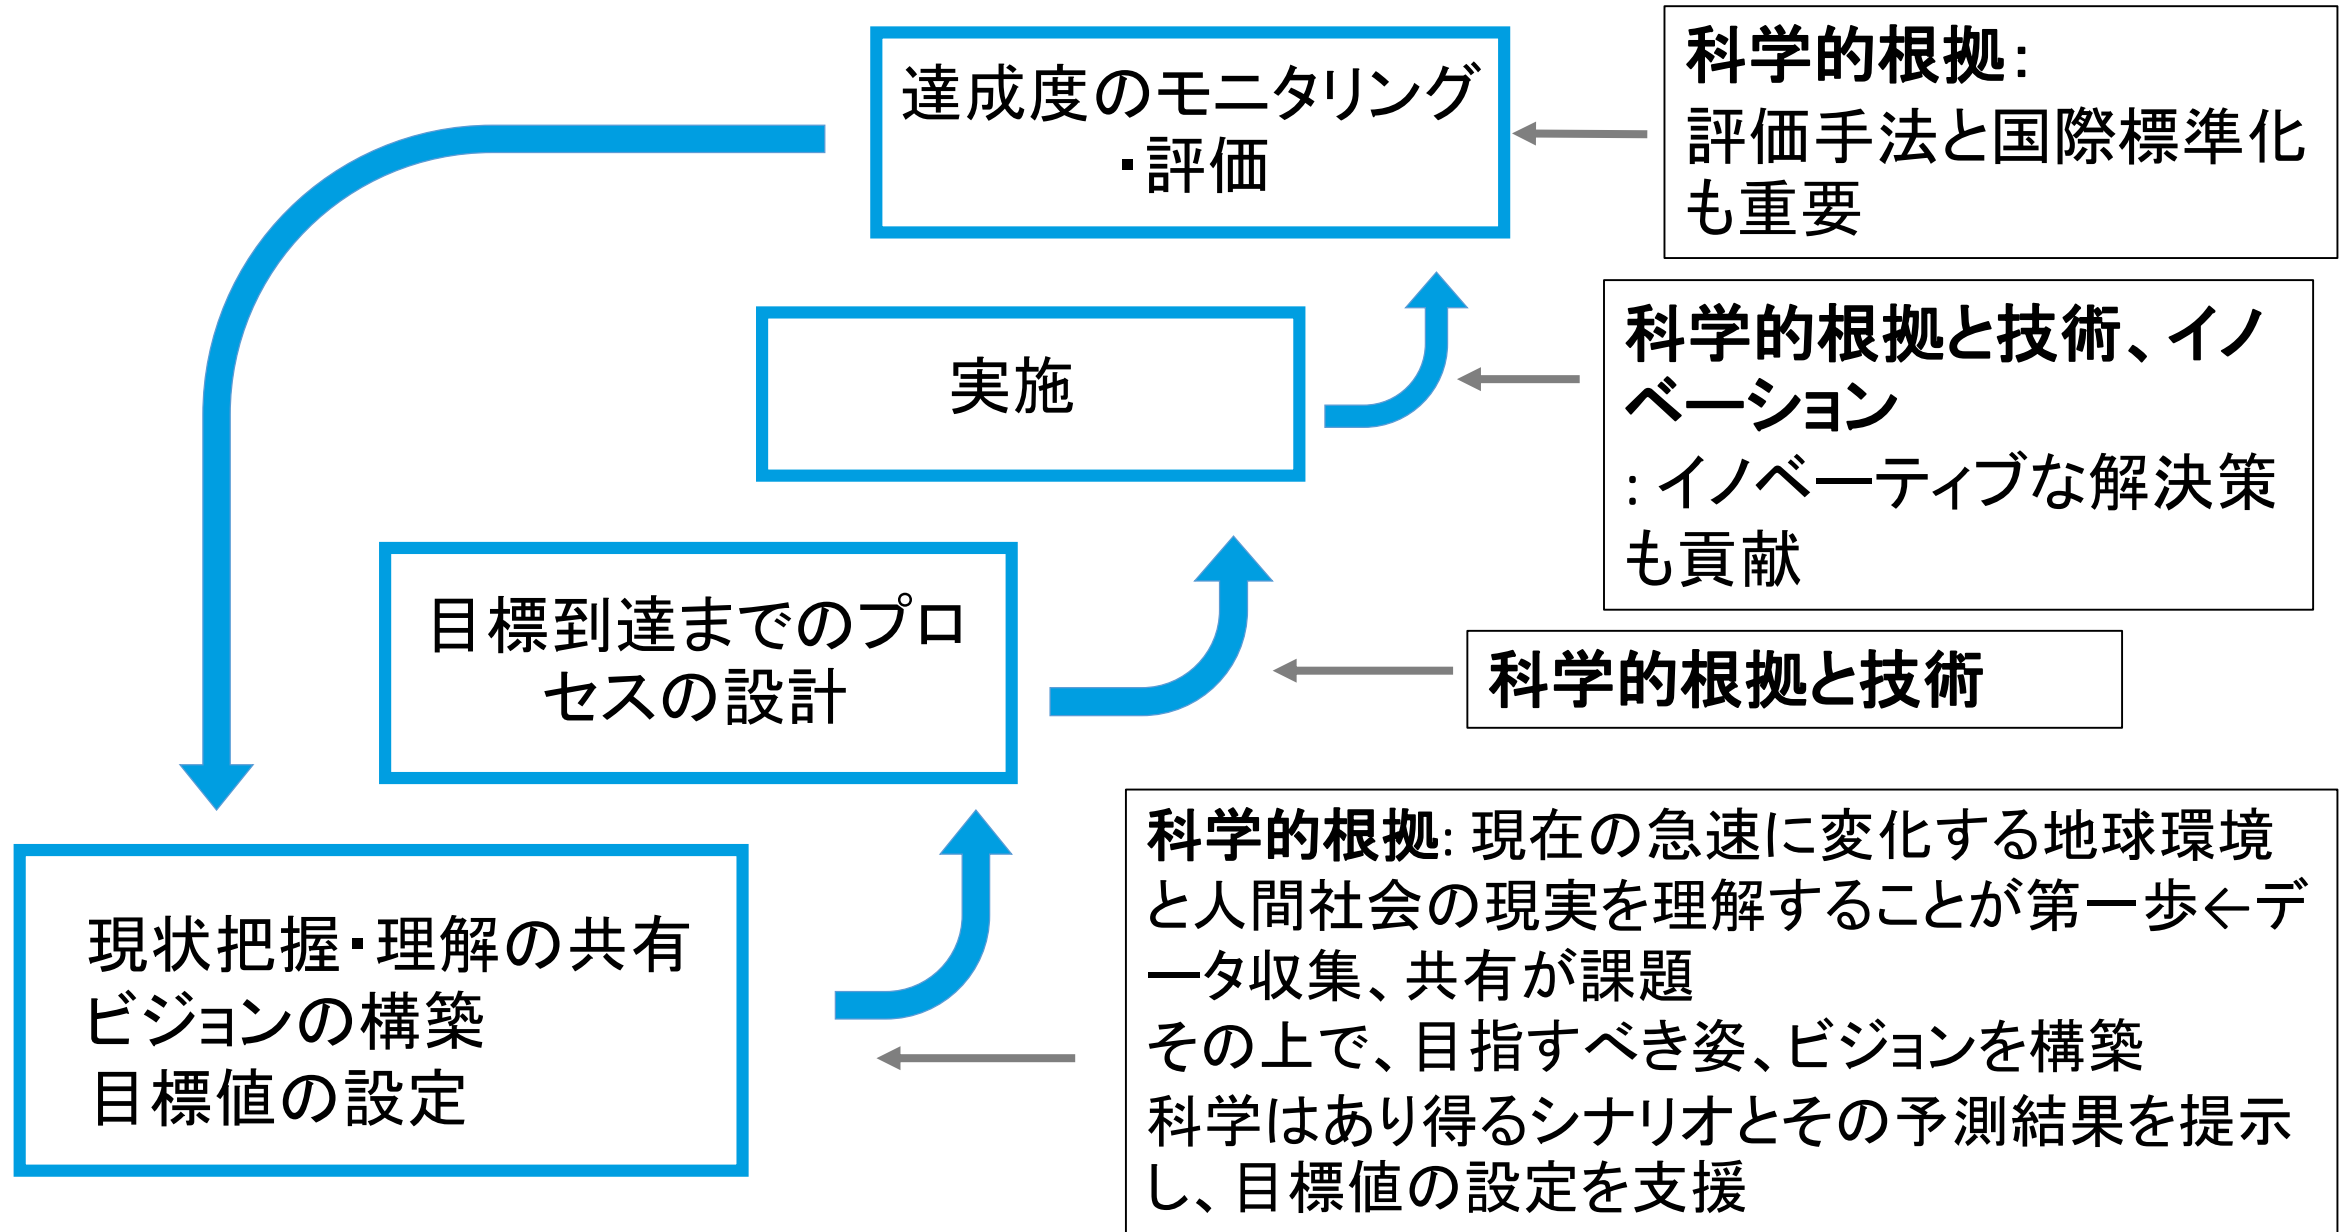 達成度のモニタリング
・評価
科学的根拠:
評価手法と国際標準化
も重要
実施
科学的根拠と技術、イノ
ベーション
: イノベーティブな解決策
も貢献
目標到達までのプロ
セスの設計
科学的根拠と技術
現状把握・理解の共有
ビジョンの構築
目標値の設定
科学的根拠: 現在の急速に変化する地球環境
と人間社会の現実を理解することが第一歩←デ
ータ収集、共有が課題
その上で、目指すべき姿、ビジョンを構築
科学はあり得るシナリオとその予測結果を提示
し、目標値の設定を支援